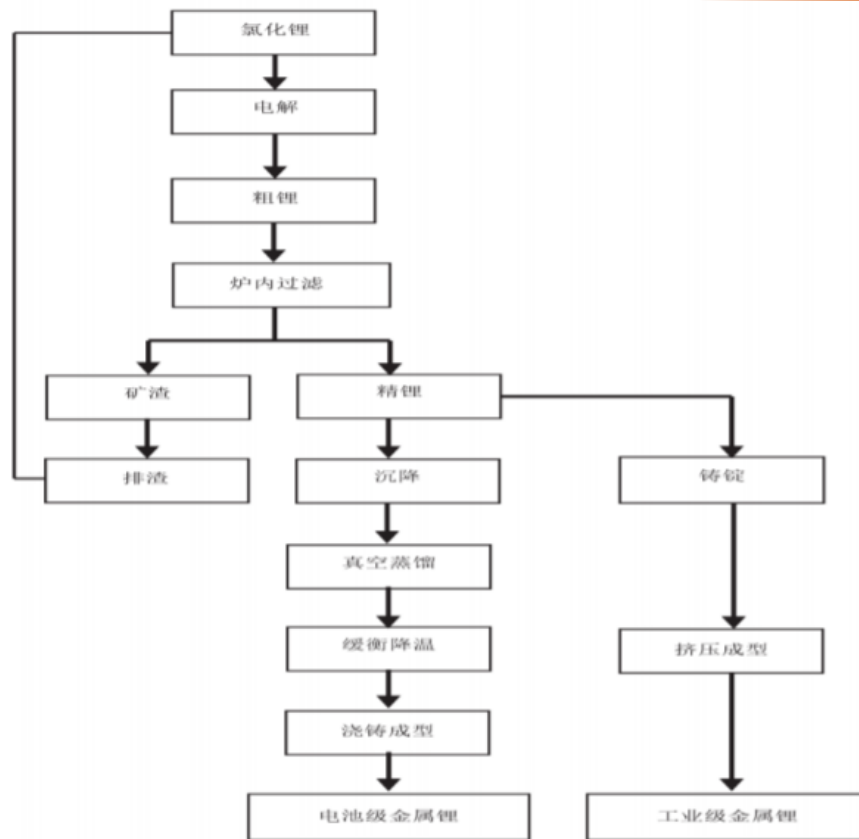 氯化锂
电解
粗锂
炉内过滤
矿渣
精锂
排渣
沉降
铸锭
真空蒸馏
缓衡降温
挤压成型
浇铸成型
电池级金属锂
工业级金属锂